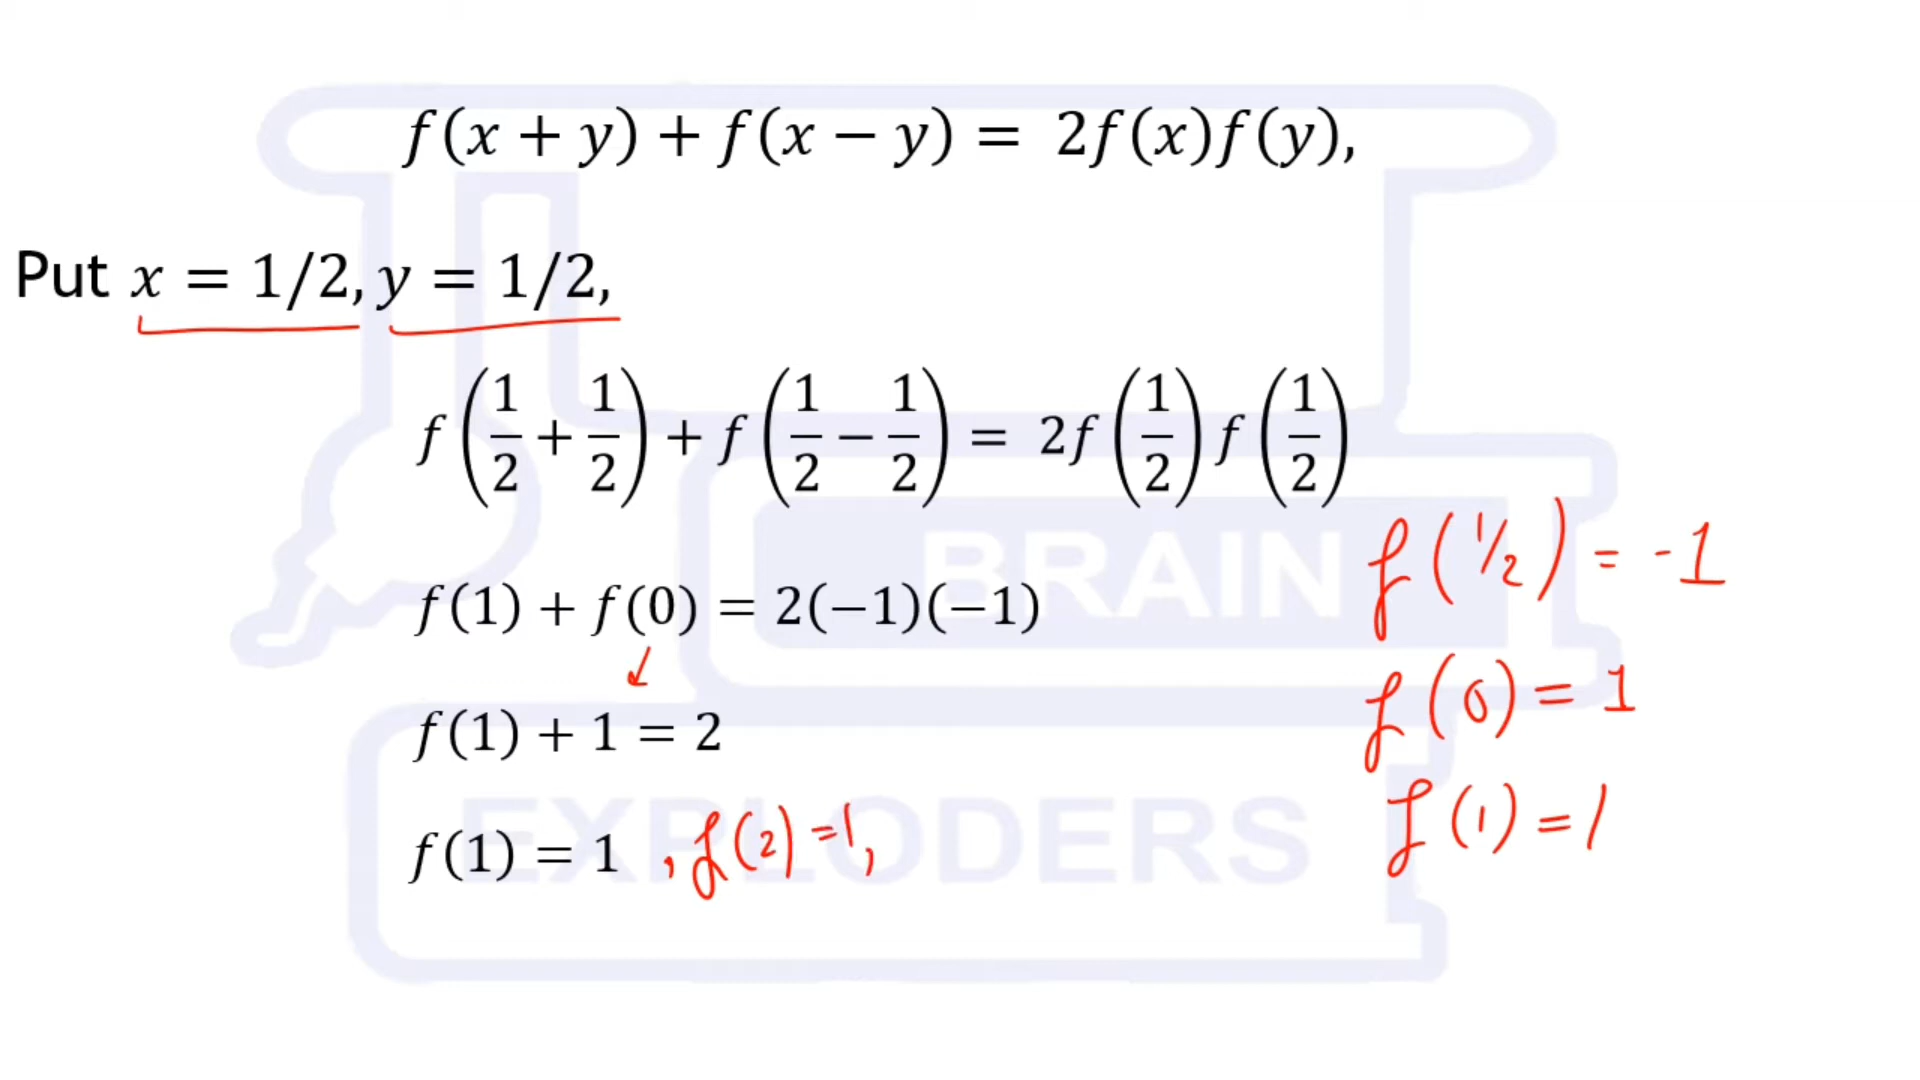 f(x + y) + f(x − y) = 2f(x)f(y),
Put x = 1/2, y = 1/2,
f(1/2 + 1/2) + f(1/2 − 1/2) = 2f(1/2) f(1/2)
BRAIN
f(1/2) = -1
f(1) + f(0) = 2(−1)(−1)
f(0) = 1
f(1) + 1 = 2
f(1) = 1
EXPLODERS
f(1) = 1 , f(2) = 1,